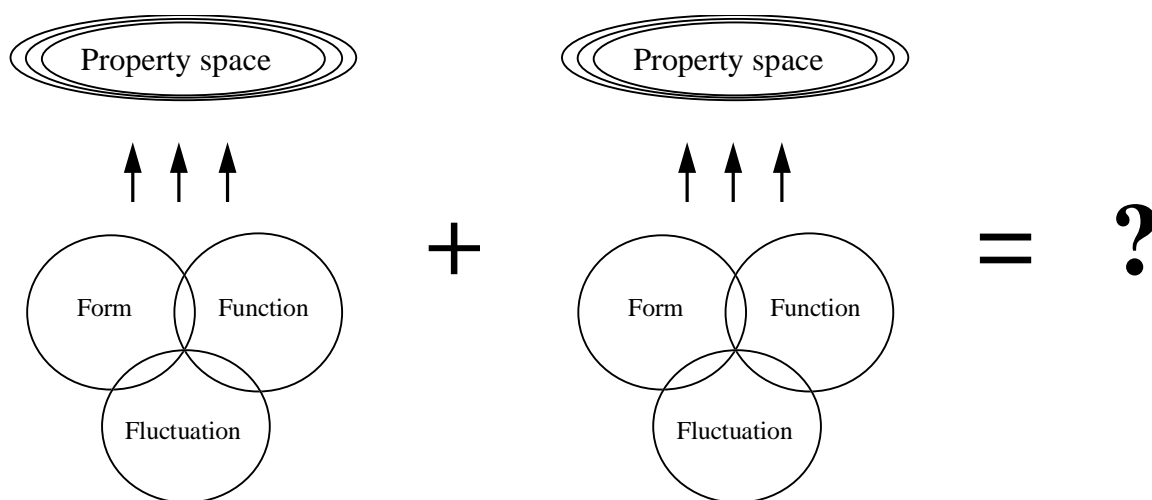 Property space
Property space
+
=
?
Form
Function
Form
Function
Fluctuation
Fluctuation